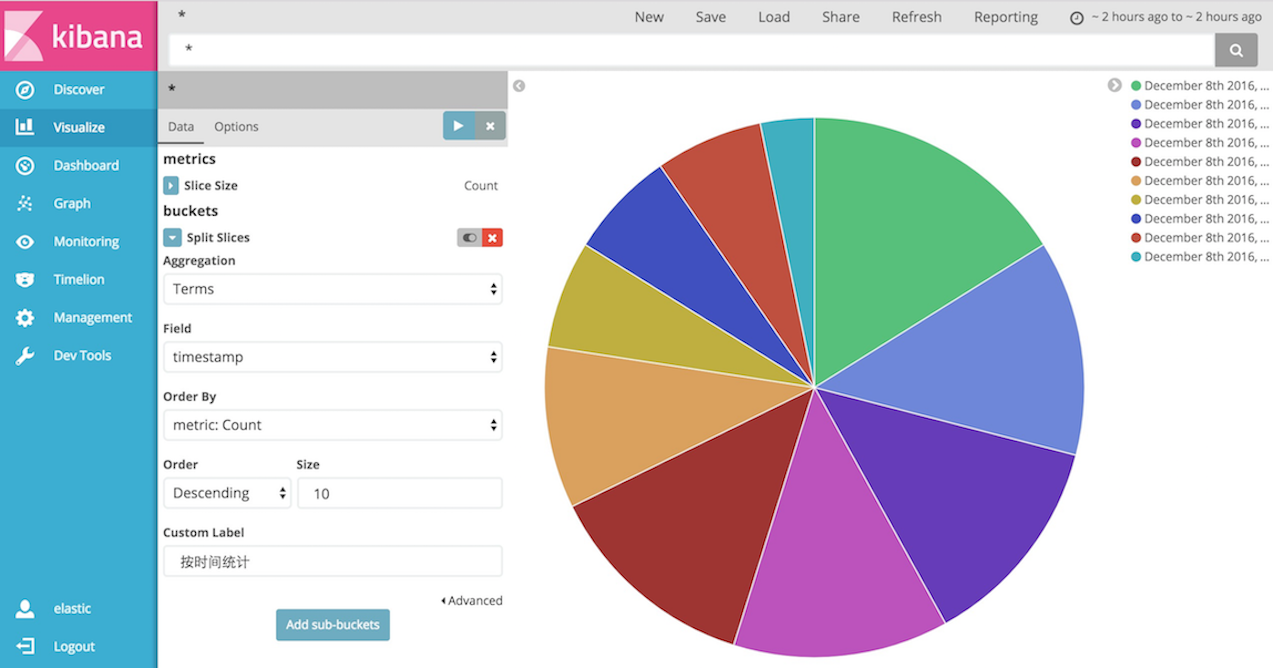 kibana
*
New Save Load Share Refresh Reporting ~ 2 hours ago to ~ 2 hours ago
*
Discover
Visualize
Dashboard
Graph
Monitoring
Timelion
Management
Dev Tools
elastic
Logout
*
Data Options
metrics
Slice Size Count
buckets
Split Slices
Aggregation
Terms
Field
timestamp
Order By
metric: Count
Order Size
Descending 10
Custom Label
按时间统计
Advanced
Add sub-buckets
December 8th 2016, ...
December 8th 2016, ...
December 8th 2016, ...
December 8th 2016, ...
December 8th 2016, ...
December 8th 2016, ...
December 8th 2016, ...
December 8th 2016, ...
December 8th 2016, ...
December 8th 2016, ...